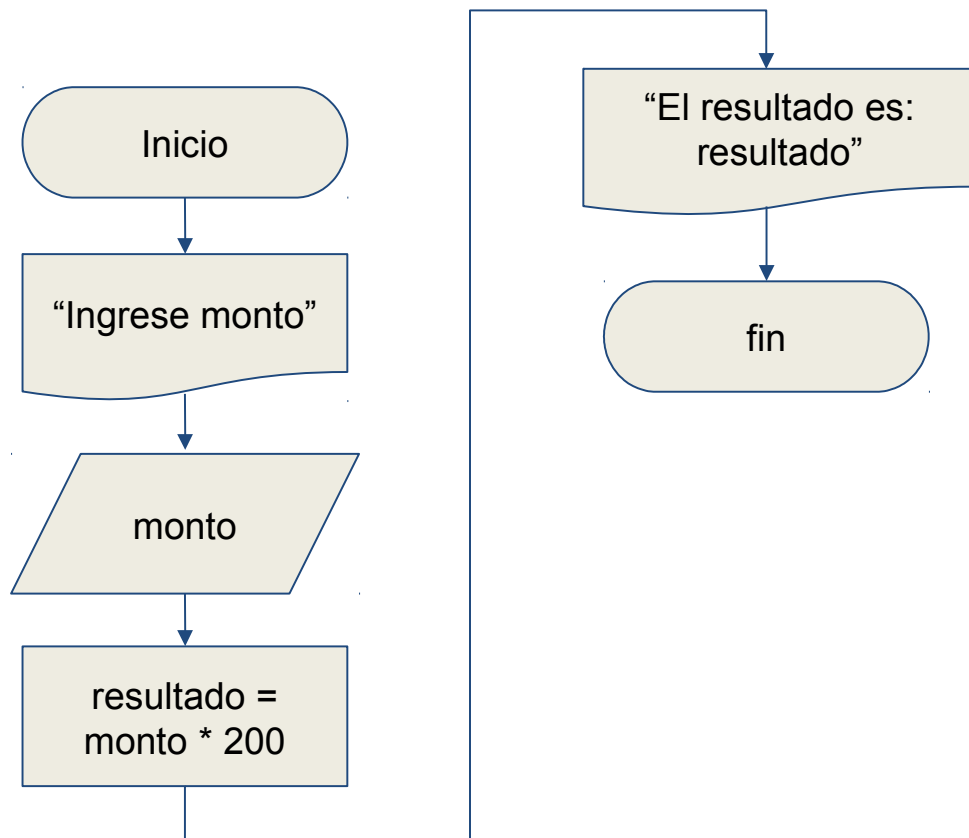 Inicio
“Ingrese monto”
monto
resultado =
monto * 200
“El resultado es:
resultado”
fin